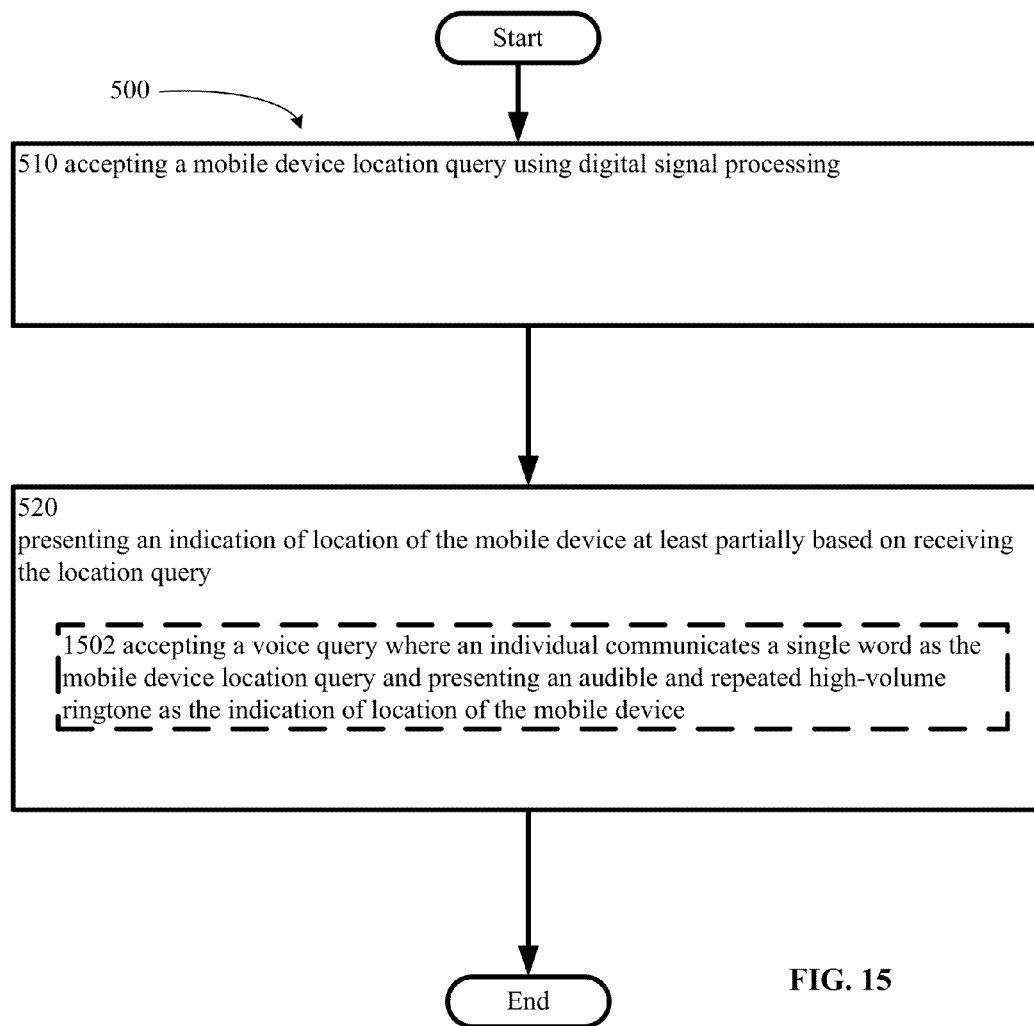 Start
500
510 accepting a mobile device location query using digital signal processing
520
presenting an indication of location of the mobile device at least partially based on receiving
the location query
1502 accepting a voice query where an individual communicates a single word as the
mobile device location query and presenting an audible and repeated high-volume
ringtone as the indication of location of the mobile device
End
FIG. 15